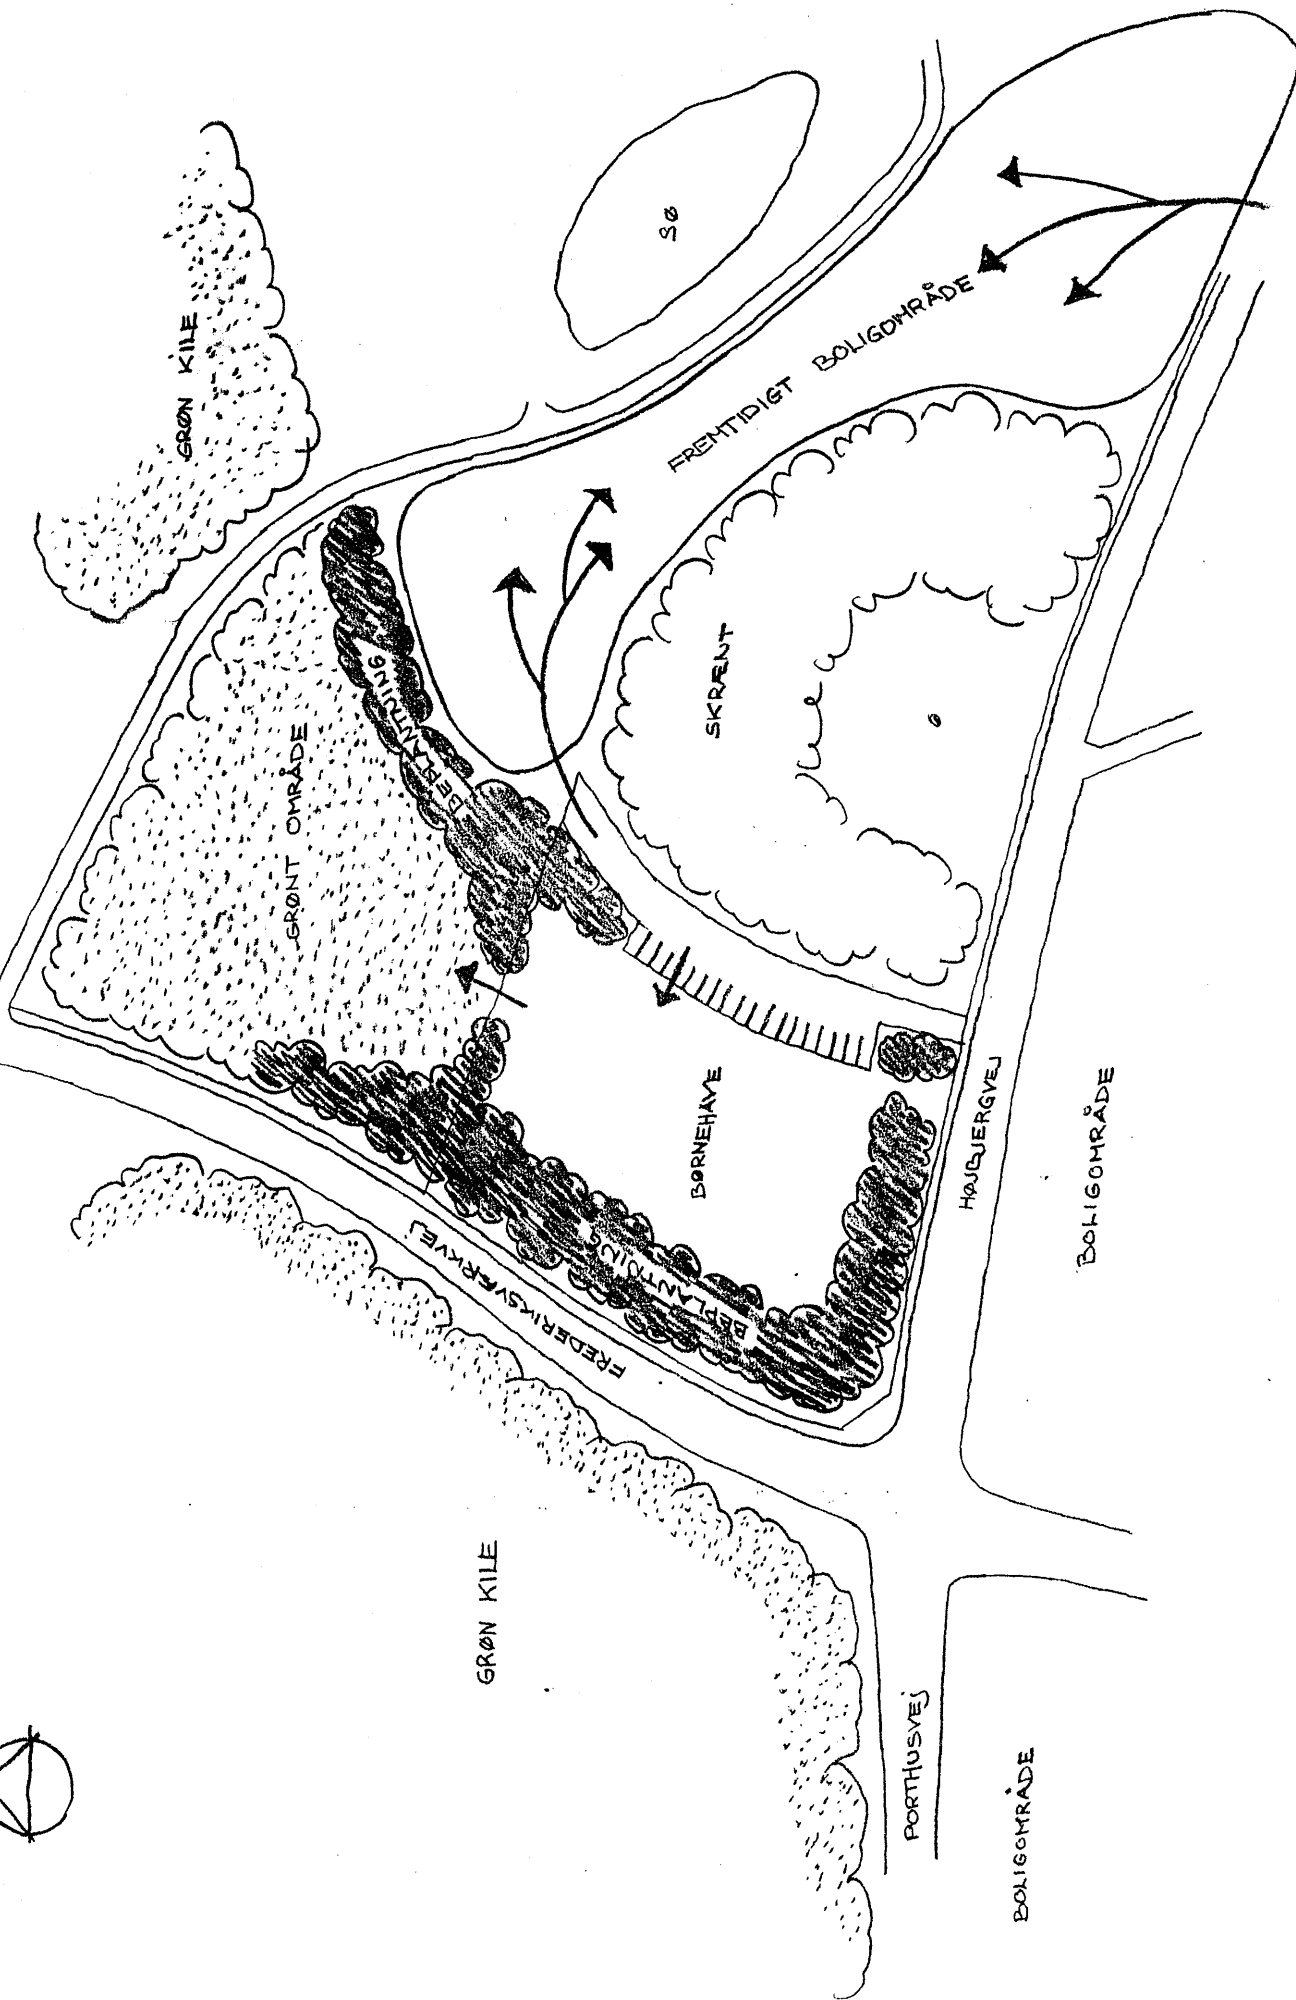 GRØN KILE
SØ
FREMTIDIGT BOLIGOMRÅDE
BEPLANTNING
GRØNT OMRÅDE
SKRÆNT
BØRNEHAVE
BEPLANTNING
FREDERIKSVÆRKVEJ
HØJBJERGVEJ
BOLIGOMRÅDE
GRØN KILE
PORTHUSVEJ
BOLIGOMRÅDE